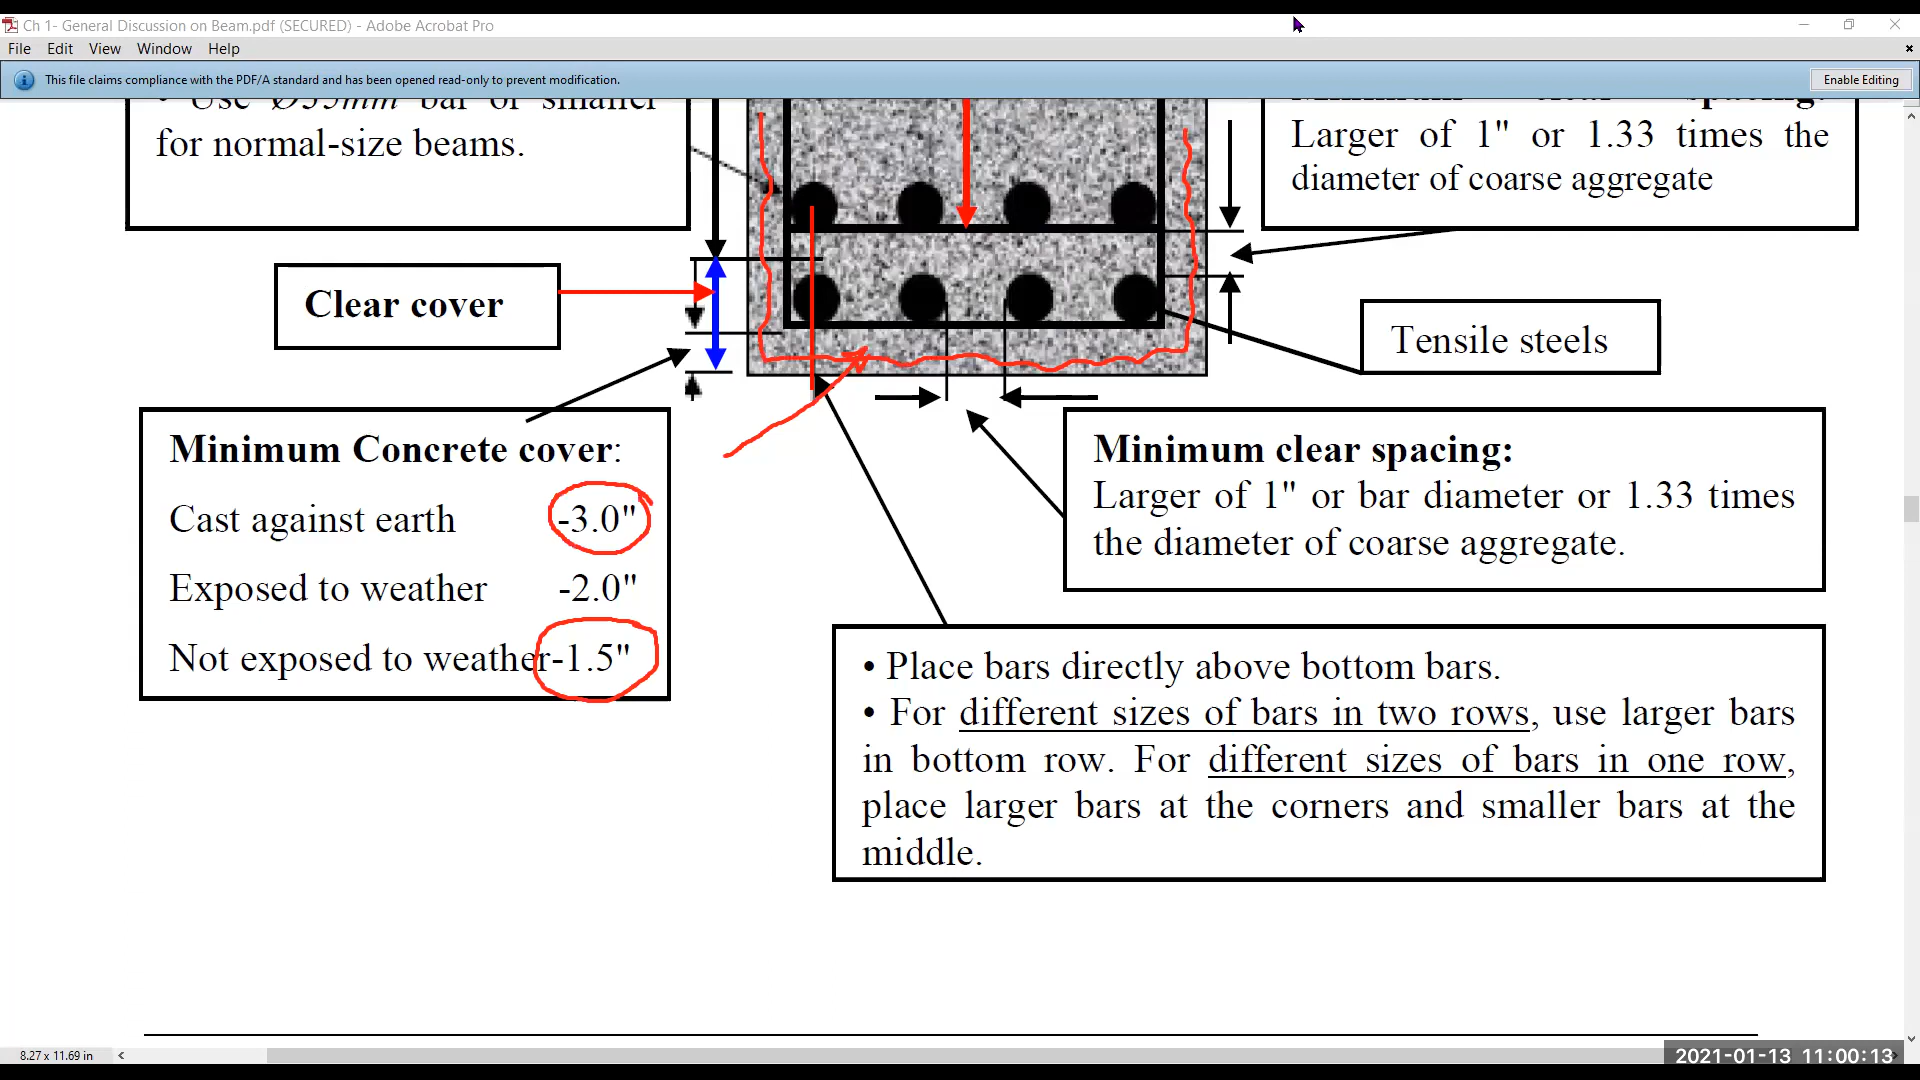 Ch 1- General Discussion on Beam.pdf (SECURED) - Adobe Acrobat Pro
File Edit View Window Help
This file claims compliance with the PDF/A standard and has been opened read-only to prevent modification.
Enable Editing
for normal-size beams.
Larger of 1" or 1.33 times the
diameter of coarse aggregate
Clear cover
Tensile steels
Minimum Concrete cover:
Cast against earth -3.0"
Exposed to weather -2.0"
Not exposed to weather-1.5"
Minimum clear spacing:
Larger of 1" or bar diameter or 1.33 times
the diameter of coarse aggregate.
• Place bars directly above bottom bars.
• For different sizes of bars in two rows, use larger bars
in bottom row. For different sizes of bars in one row,
place larger bars at the corners and smaller bars at the
middle.
8.27 x 11.69 in
2021-01-13 11:00:13